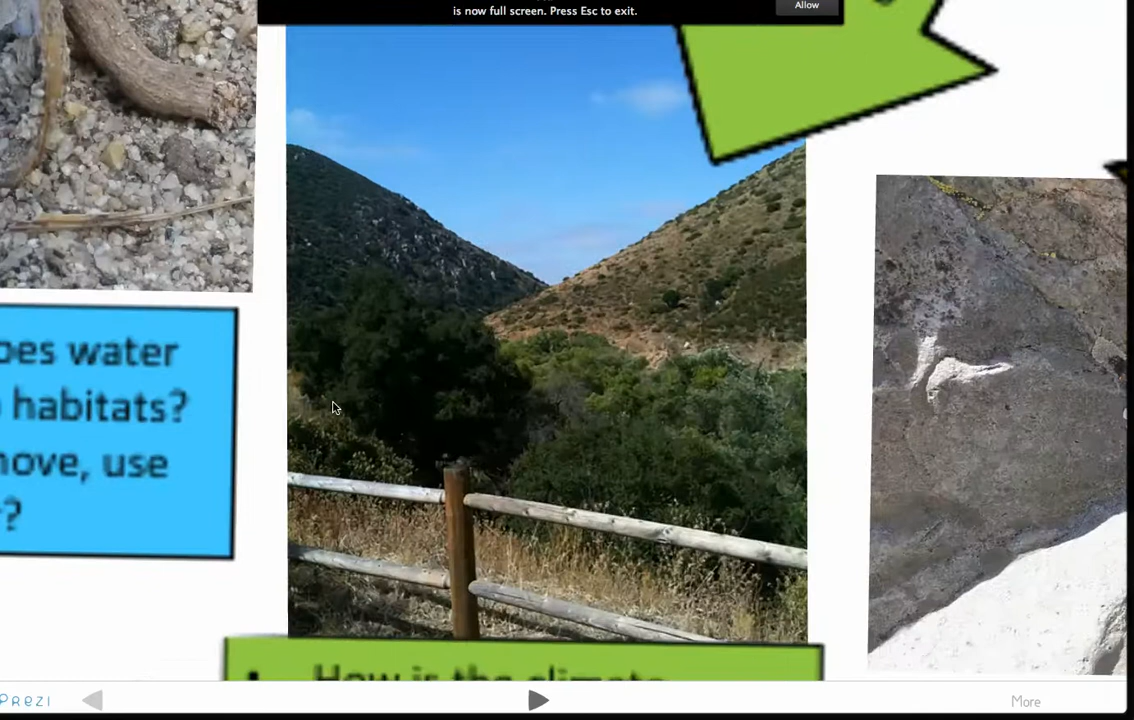 is now full screen. Press Esc to exit.
Allow
oes water
habitats?
ove, use
?
How is the climate
Prezi
More